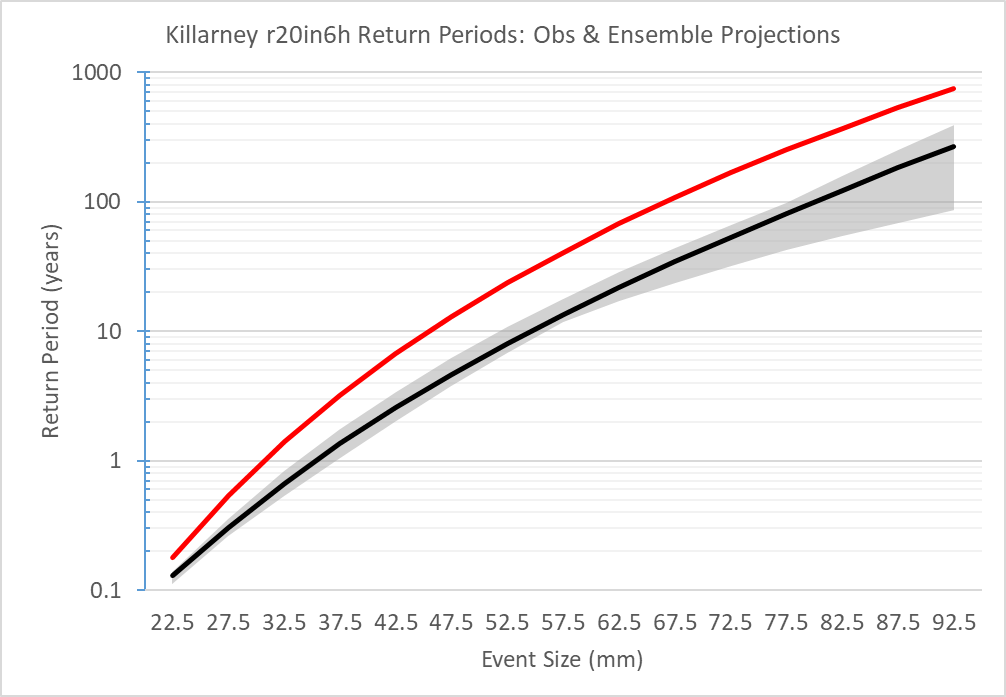 Killarney r20in6h Return Periods: Obs & Ensemble Projections
1000
100
10
1
0.1
Return Period (years)
22.5 27.5 32.5 37.5 42.5 47.5 52.5 57.5 62.5 67.5 72.5 77.5 82.5 87.5 92.5
Event Size (mm)